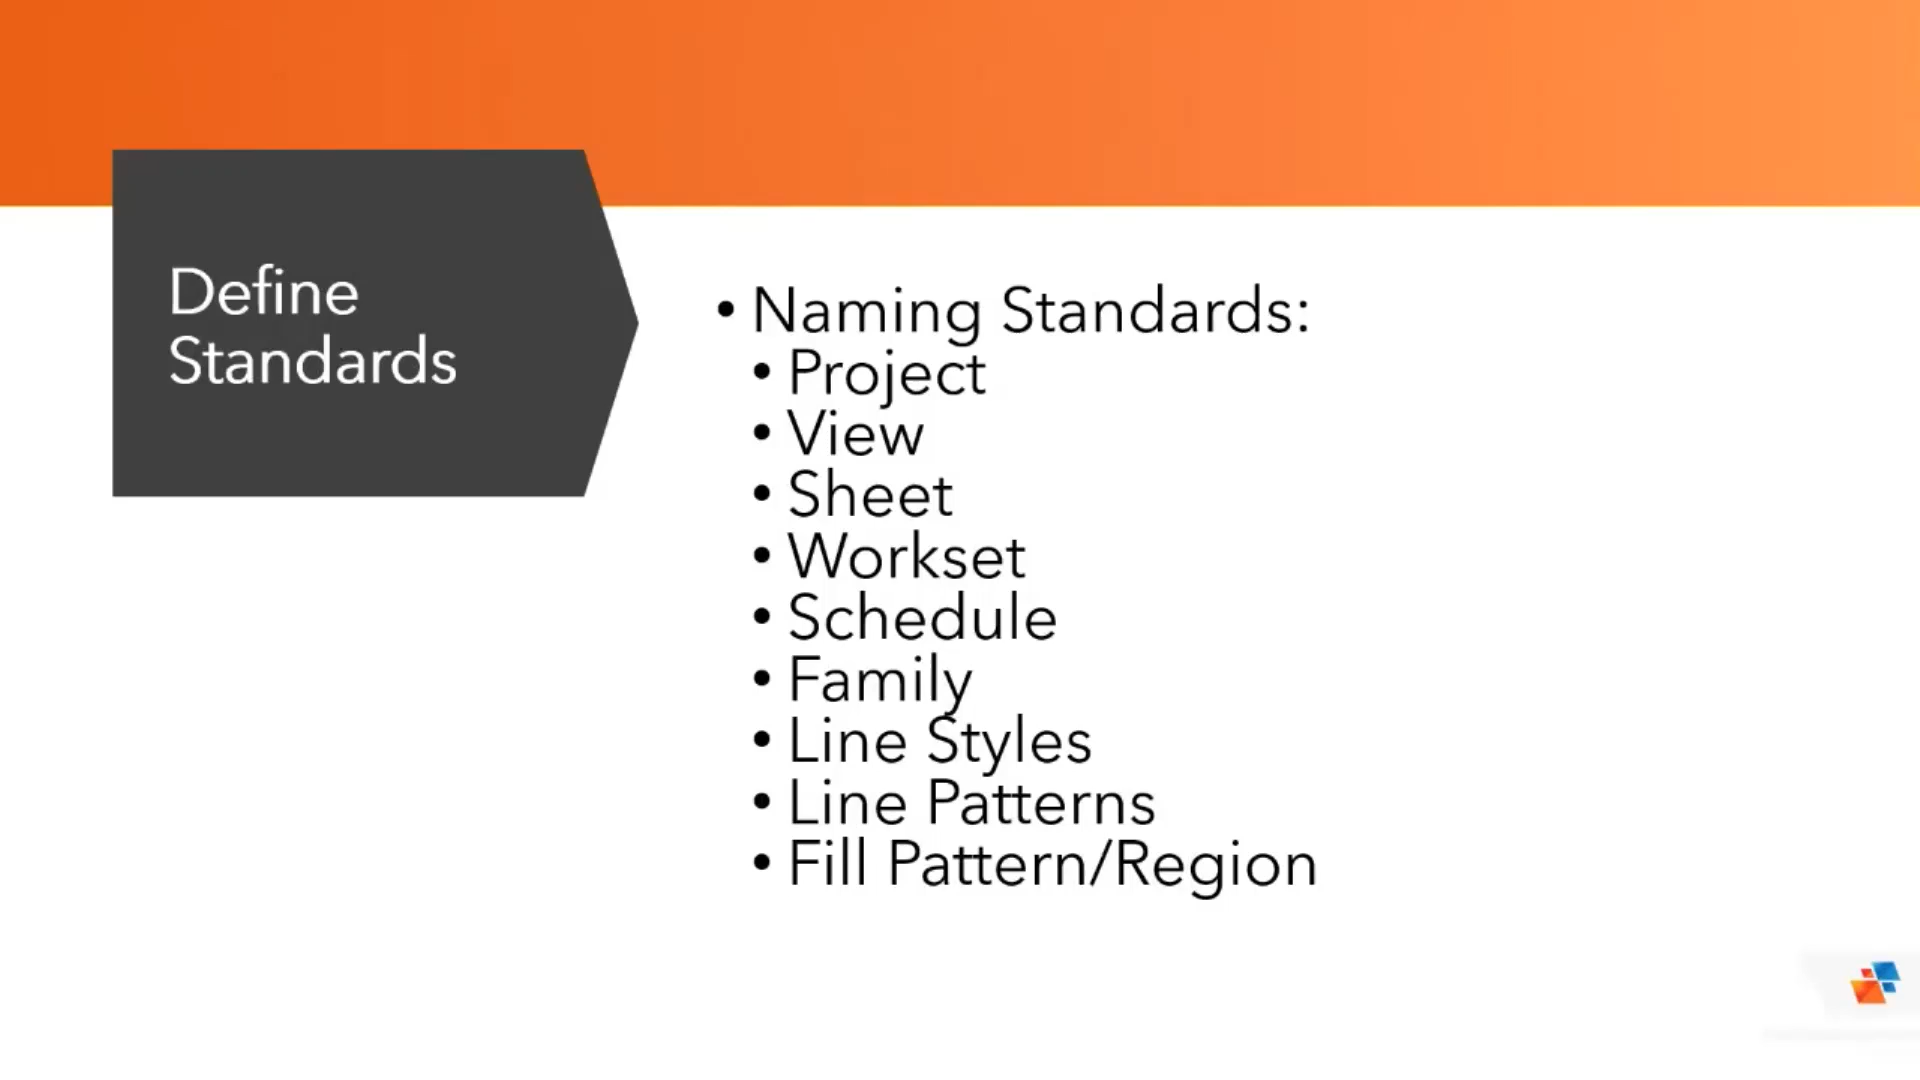 Define
Standards
• Naming Standards:
• Project
• View
• Sheet
• Workset
• Schedule
• Family
• Line Styles
• Line Patterns
• Fill Pattern/Region